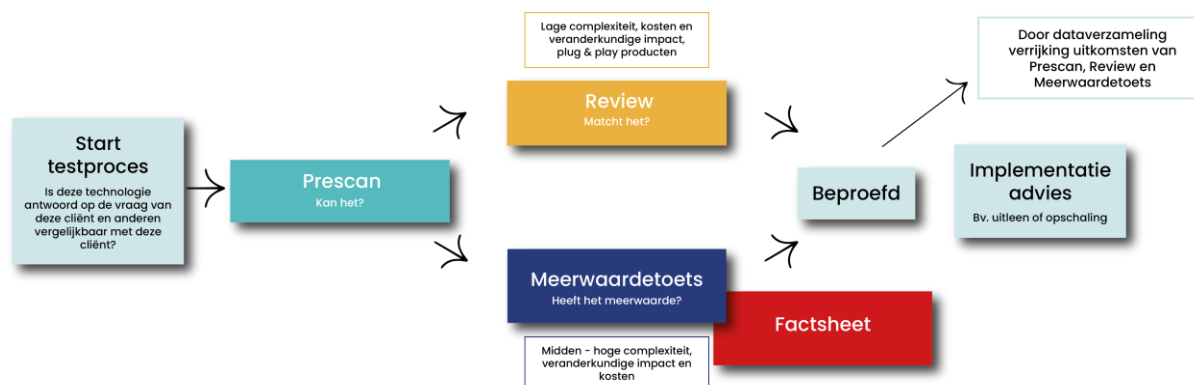 Start
testproces
Is deze technologie
antwoord op de vraag van
deze cliënt en anderen
vergelijkbaar met deze
cliënt?
Prescan
Kan het?
Lage complexiteit, kosten en
veranderkundige impact,
plug & play producten
Review
Matcht het?
Meerwaardetoets
Heeft het meerwaarde?
Midden - hoge complexiteit,
veranderkundige impact en
kosten
Factsheet
Beproefd
Door dataverzameling
verrijking uitkomsten van
Prescan, Review en
Meerwaardetoets
Implementatie
advies
Bv. uitleen of opschaling